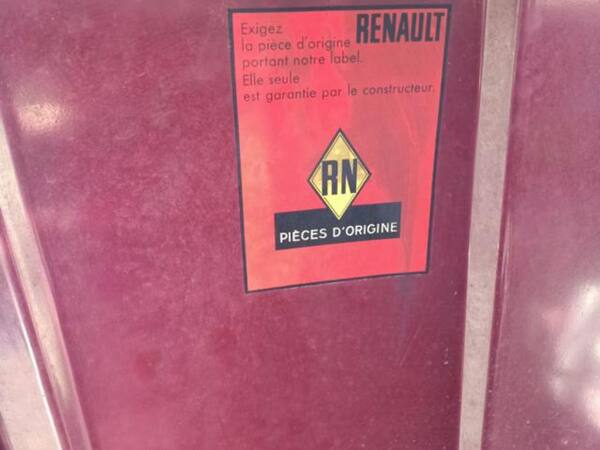 Exigez RENAULT
la pièce d'origine
portant notre label.
Elle seule
est garantie par le constructeur.
RN
PIÈCES D'ORIGINE